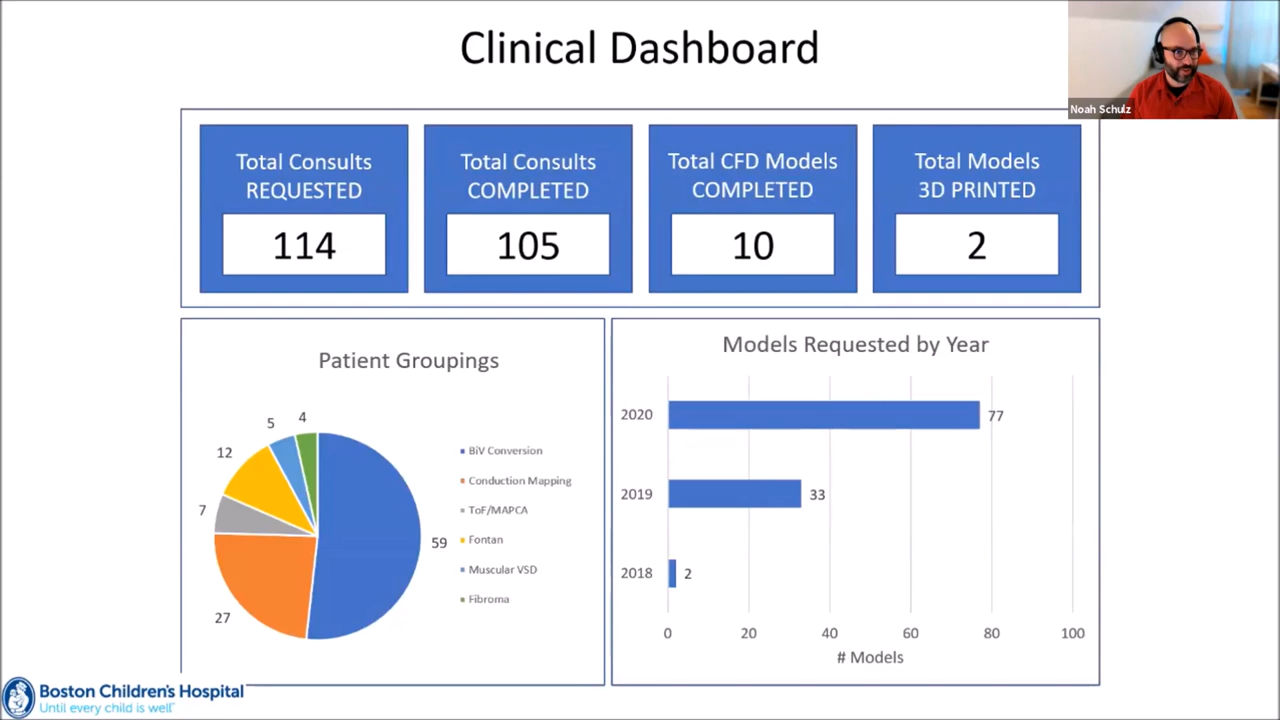 Clinical Dashboard
Noah Schulz
Total Consults
REQUESTED
114
Total Consults
COMPLETED
105
Total CFD Models
COMPLETED
10
Total Models
3D PRINTED
2
Patient Groupings
4
5
12
7
27
59
BiV Conversion
Conduction Mapping
ToF/MAPCA
Fontan
Muscular VSD
Fibroma
Models Requested by Year
2020
77
2019
33
2018
2
0 20 40 60 80 100
# Models
Boston Children's Hospital
Until every child is well™